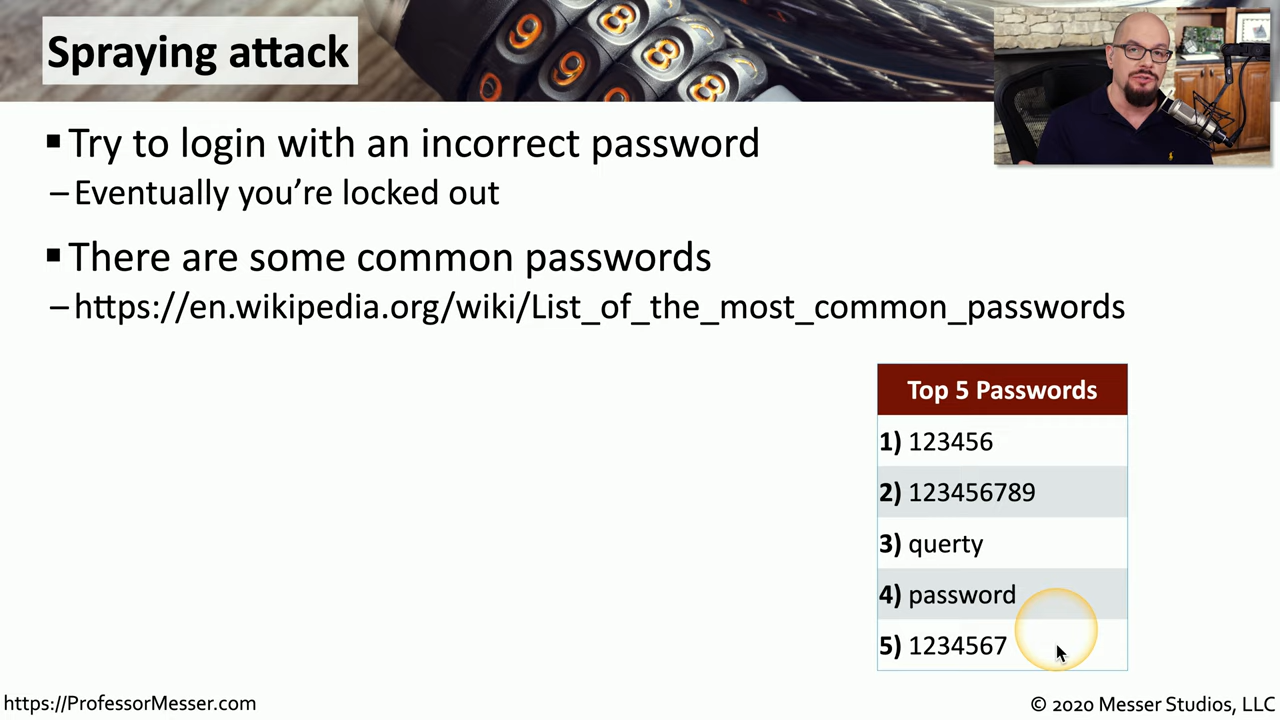 Spraying attack
Try to login with an incorrect password
– Eventually you're locked out
There are some common passwords
– https://en.wikipedia.org/wiki/List_of_the_most_common_passwords
Top 5 Passwords
1) 123456
2) 123456789
3) querty
4) password
5) 1234567
https://ProfessorMesser.com
© 2020 Messer Studios, LLC